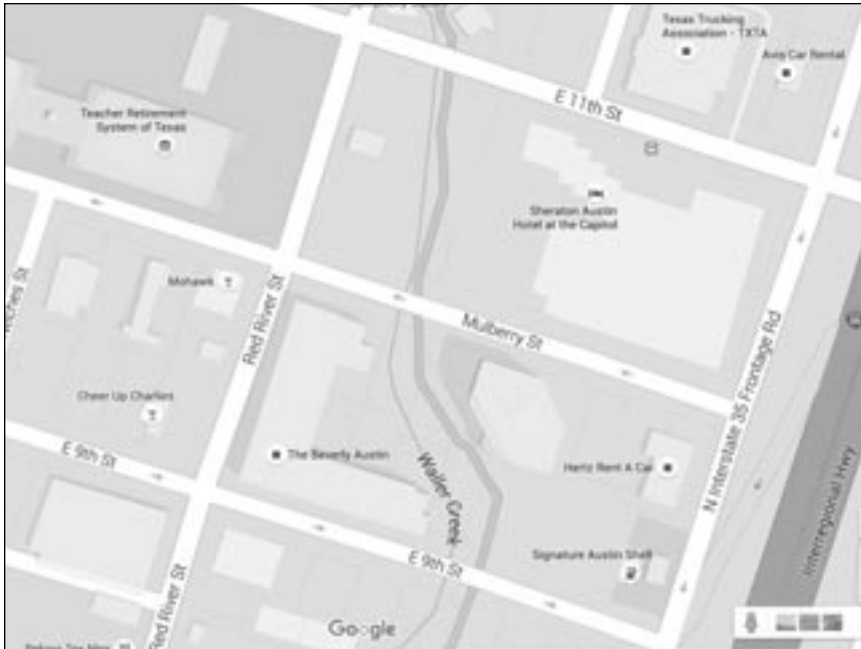 Texas Trucking
Association - TXTA
Avis Car Rental
E 11th St
Teacher Retirement
System of Texas
Sheraton Austin
Hotel at the Capitol
Mohawk
Red River St
Mulberry St
N Interstate 35 Frontage Rd
Cheer Up Charlies
E 9th St
The Beverly Austin
Waller Creek
Hertz Rent A Car
Interregional Hwy
E 9th St
Signature Austin Shell
Red River St
Google